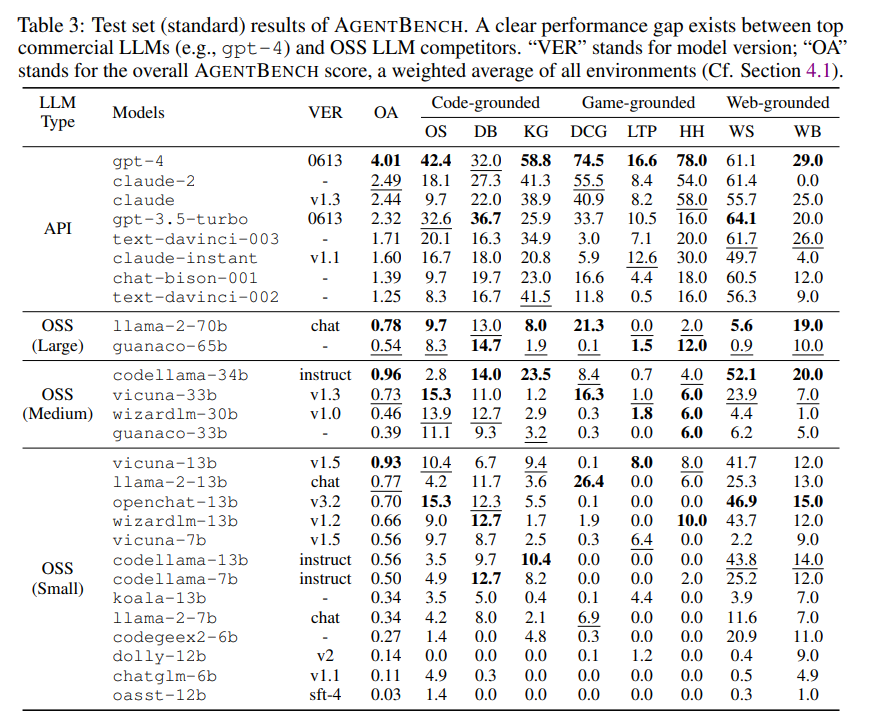 Table 3: Test set (standard) results of AGENTBENCH. A clear performance gap exists between top
commercial LLMs (e.g., gpt-4) and OSS LLM competitors. “VER” stands for model version; “OA”
stands for the overall AGENTBENCH score, a weighted average of all environments (Cf. Section 4.1).
LLM Type Models VER OA Code-grounded Game-grounded Web-grounded
OS DB KG DCG LTP HH WS WB
API
gpt-4 0613 4.01 42.4 32.0 58.8 74.5 16.6 78.0 61.1 29.0
claude-2 - 2.49 18.1 27.3 41.3 55.5 8.4 54.0 61.4 0.0
claude v1.3 2.44 9.7 22.0 38.9 40.9 8.2 58.0 55.7 25.0
gpt-3.5-turbo 0613 2.32 32.6 36.7 25.9 33.7 10.5 16.0 64.1 20.0
text-davinci-003 - 1.71 20.1 16.3 34.9 3.0 7.1 20.0 61.7 26.0
claude-instant v1.1 1.60 16.7 18.0 20.8 5.9 12.6 30.0 49.7 4.0
chat-bison-001 - 1.39 9.7 19.7 23.0 16.6 4.4 18.0 60.5 12.0
text-davinci-002 - 1.25 8.3 16.7 41.5 11.8 0.5 16.0 56.3 9.0
OSS (Large)
llama-2-70b chat 0.78 9.7 13.0 8.0 21.3 0.0 2.0 5.6 19.0
guanaco-65b - 0.54 8.3 14.7 1.9 0.1 1.5 12.0 0.9 10.0
OSS (Medium)
codellama-34b instruct 0.96 2.8 14.0 23.5 8.4 0.7 4.0 52.1 20.0
vicuna-33b v1.3 0.73 15.3 11.0 1.2 16.3 1.0 6.0 23.9 7.0
wizardlm-30b v1.0 0.46 13.9 12.7 2.9 0.3 1.8 6.0 4.4 1.0
guanaco-33b - 0.39 11.1 9.3 3.2 0.3 0.0 6.0 6.2 5.0
OSS (Small)
vicuna-13b v1.5 0.93 10.4 6.7 9.4 0.1 8.0 8.0 41.7 12.0
llama-2-13b chat 0.77 4.2 11.7 3.6 26.4 0.0 6.0 25.3 13.0
openchat-13b v3.2 0.70 15.3 12.3 5.5 0.1 0.0 0.0 46.9 15.0
wizardlm-13b v1.2 0.66 9.0 12.7 1.7 1.9 0.0 10.0 43.7 12.0
vicuna-7b v1.5 0.56 9.7 8.7 2.5 0.3 6.4 0.0 2.2 9.0
codellama-13b instruct 0.56 3.5 9.7 10.4 0.0 0.0 0.0 43.8 14.0
codellama-7b instruct 0.50 4.9 12.7 8.2 0.0 0.0 2.0 25.2 12.0
koala-13b - 0.34 3.5 5.0 0.4 0.1 4.4 0.0 3.9 7.0
llama-2-7b chat 0.34 4.2 8.0 2.1 6.9 0.0 0.0 11.6 7.0
codegeex2-6b - 0.27 1.4 0.0 4.8 0.3 0.0 0.0 20.9 11.0
dolly-12b v2 0.14 0.0 0.0 0.0 0.1 1.2 0.0 0.4 9.0
chatglm-6b v1.1 0.11 4.9 0.3 0.0 0.0 0.0 0.0 0.5 4.9
oasst-12b sft-4 0.03 1.4 0.0 0.0 0.0 0.0 0.0 0.3 1.0